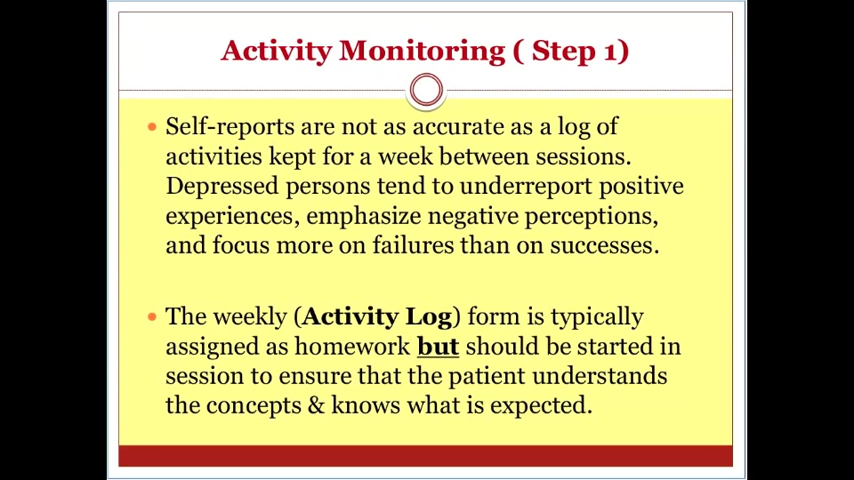 Activity Monitoring ( Step 1)
• Self-reports are not as accurate as a log of
activities kept for a week between sessions.
Depressed persons tend to underreport positive
experiences, emphasize negative perceptions,
and focus more on failures than on successes.
• The weekly (Activity Log) form is typically
assigned as homework but should be started in
session to ensure that the patient understands
the concepts & knows what is expected.